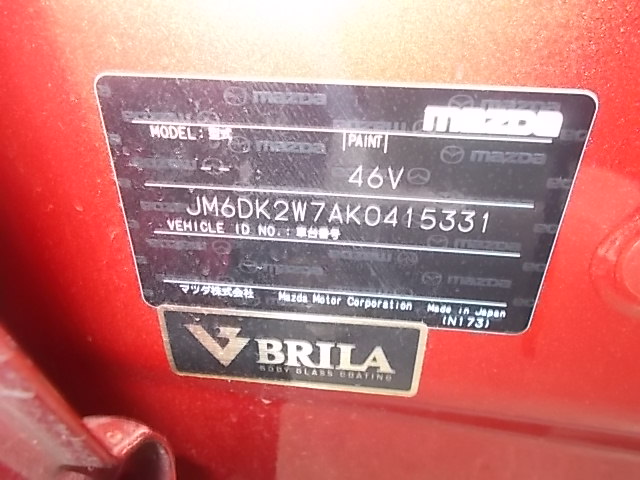 mazda
MODEL:型式 PAINT
-- 46V
JM6DK2W7AK0415331
VEHICLE ID NO.:車台番号
マツダ株式会社 Mazda Motor Corporation Made in Japan
(N173)
V BRILA
BODY GLASS COATING